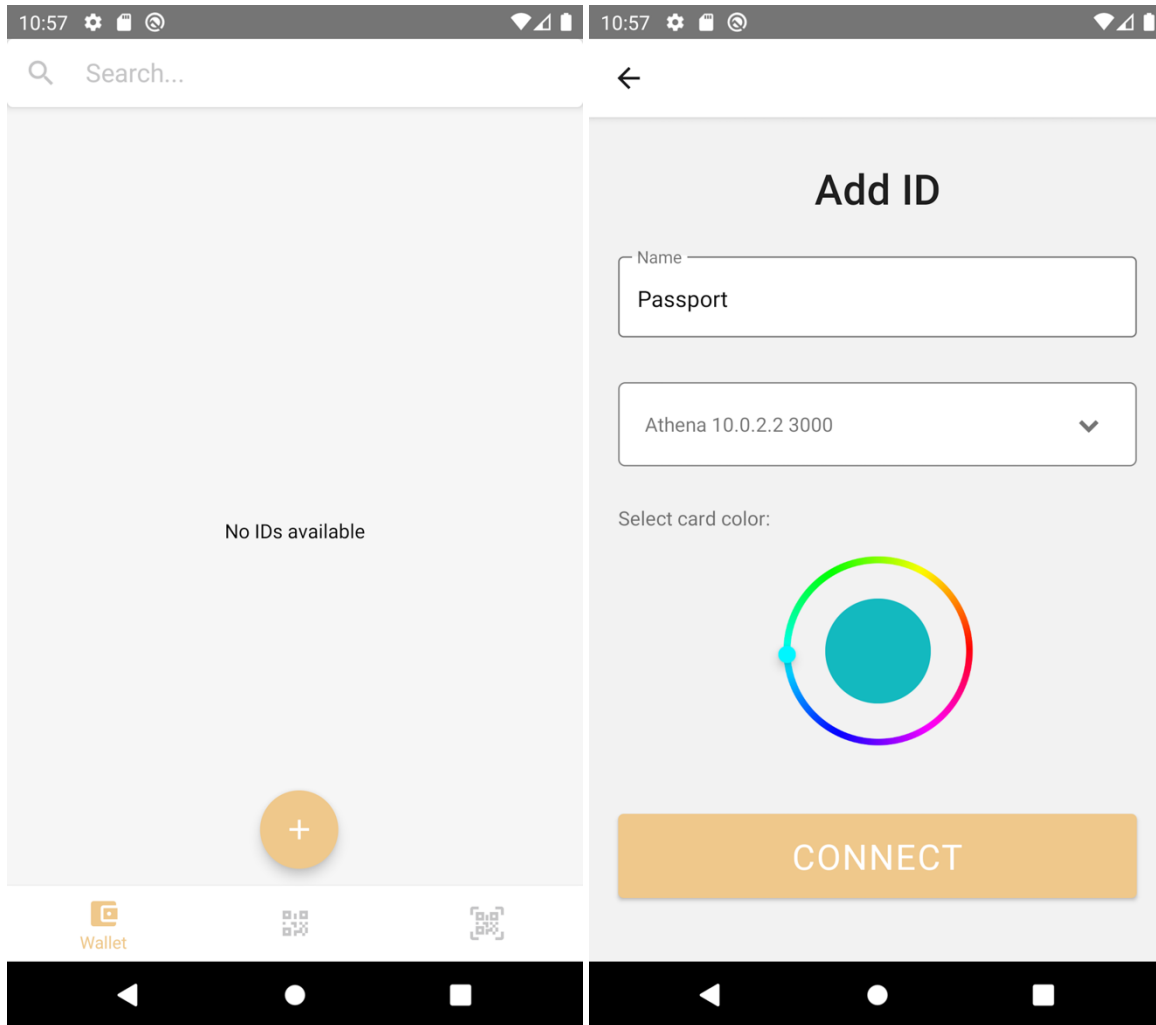 10:57
Search...
No IDs available
+
Wallet
10:57
Add ID
Name
Passport
Athena 10.0.2.2 3000
Select card color:
CONNECT